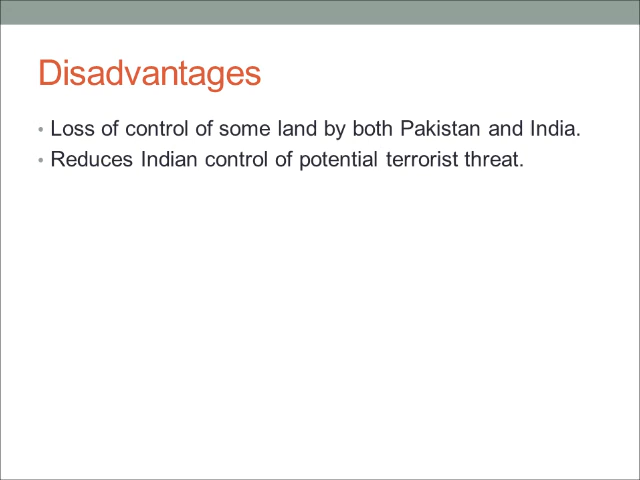 Disadvantages
• Loss of control of some land by both Pakistan and India.
• Reduces Indian control of potential terrorist threat.